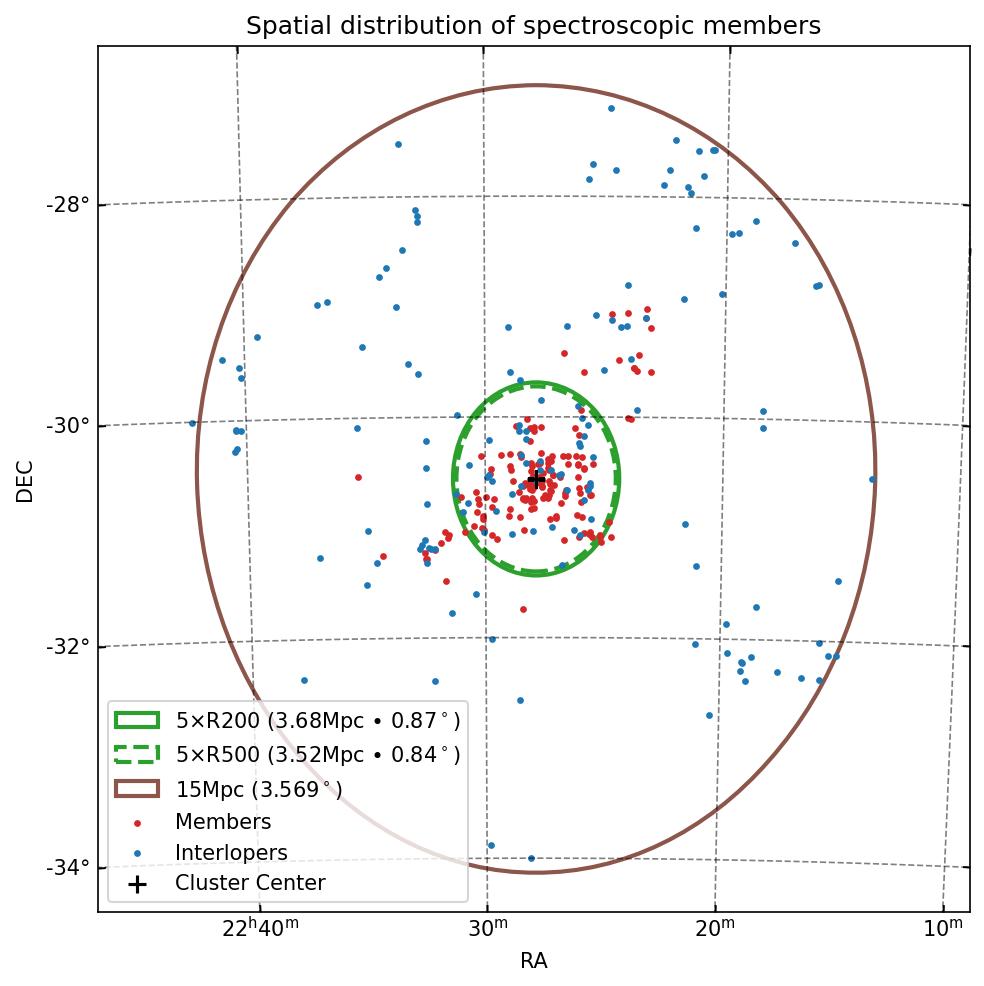 Spatial distribution of spectroscopic members
-28°
-30°
-32°
-34°
DEC
5×R200 (3.68Mpc • 0.87°)
5×R500 (3.52Mpc • 0.84°)
15Mpc (3.569°)
Members
Interlopers
Cluster Center
22ʰ40ᵐ 30ᵐ 20ᵐ 10ᵐ
RA